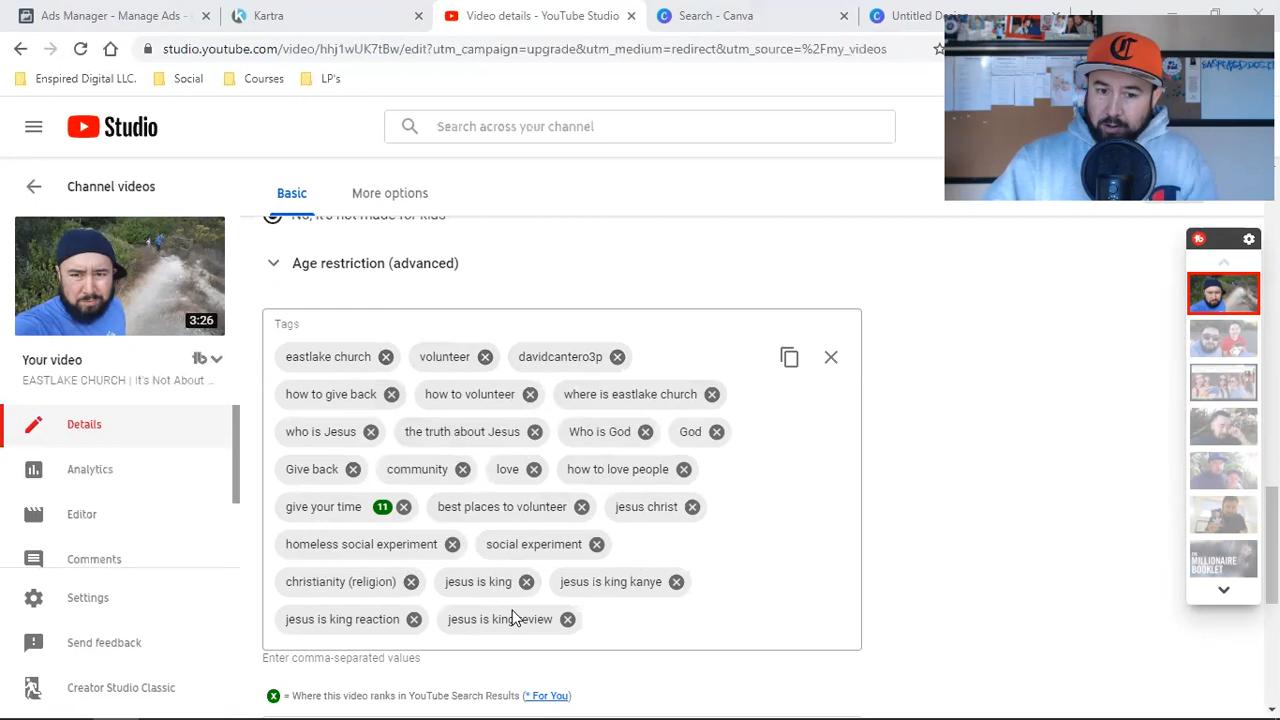 Ads Manager - Manage Ads
Kartra
Video details - YouTube Studio
Search - Canva
studio.youtube.com/video/nnj1wUK7tBw/edit?utm_campaign=upgrade&utm_medium=redirect&utm_source=%2Fmy_videos
Enspired Digital LLC.
Social
Courses
LP's
Studio
Search across your channel
Channel videos
Basic
More options
No, it's not made for kids
Age restriction (advanced)
3:26
Your video
EASTLAKE CHURCH | It's Not About ...
Details
Analytics
Editor
Comments
Settings
Send feedback
Creator Studio Classic
Tags
eastlake church
volunteer
davidcantero3p
how to give back
how to volunteer
where is eastlake church
who is Jesus
the truth about Jesus
Who is God
God
Give back
community
love
how to love people
give your time 11
best places to volunteer
jesus christ
homeless social experiment
social experiment
christianity (religion)
jesus is king
jesus is king kanye
jesus is king reaction
jesus is king review
Enter comma-separated values
x = Where this video ranks in YouTube Search Results (* For You)
MILLIONAIRE
BOOKLET